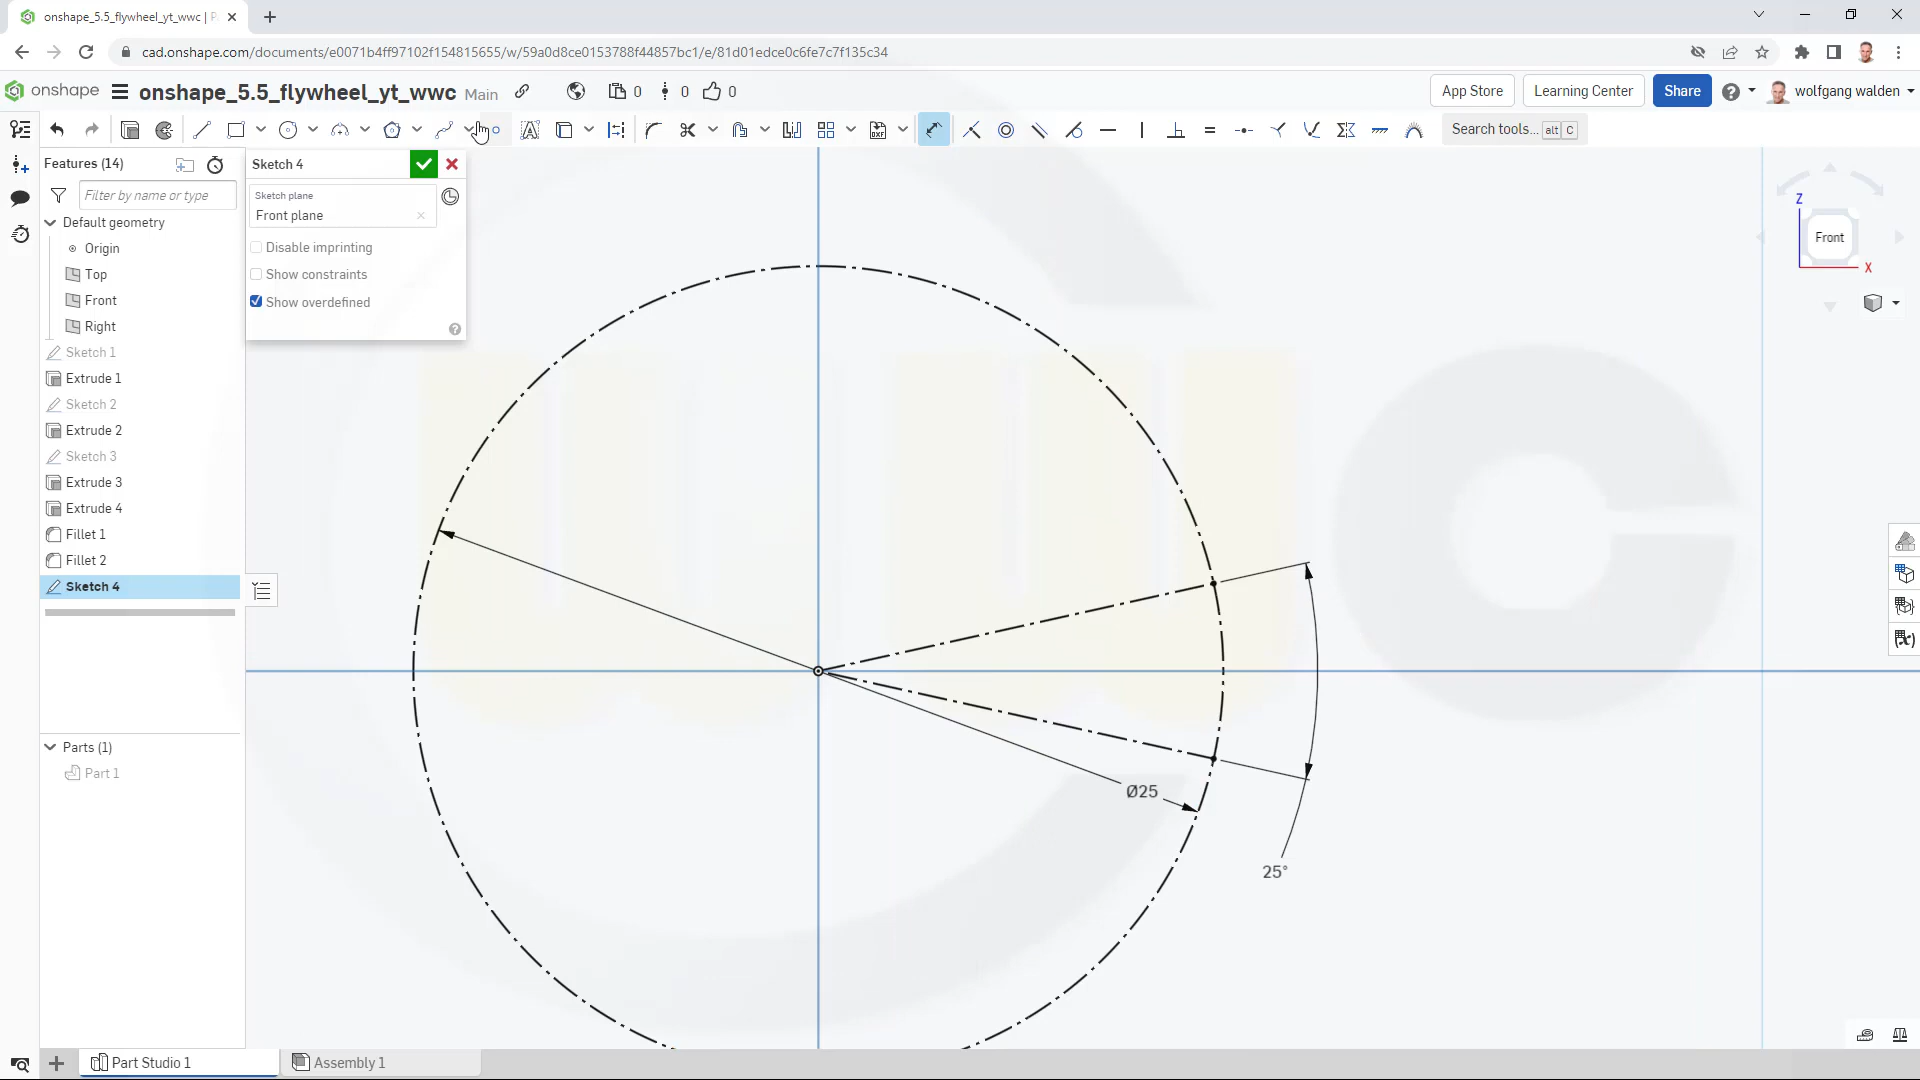 onshape_5.5_flywheel_yt_wwc | P
cad.onshape.com/documents/e0071b4ff97102f154815655/w/59a0d8ce0153788f44857bc1/e/81d01edce0c6fe7c7f135c34
onshape onshape_5.5_flywheel_yt_wwc Main 0 0 0 App Store Learning Center Share wolfgang walden
Search tools... alt C
Features (14)
Sketch 4
Filter by name or type
Sketch plane
Front plane
Default geometry
Disable imprinting
Origin
Show constraints
Top
Show overdefined
Front
Right
Sketch 1
Extrude 1
Sketch 2
Extrude 2
Sketch 3
Extrude 3
Extrude 4
Fillet 1
Fillet 2
Sketch 4
Z
Front
X
Ø25
25°
Parts (1)
Part 1
Part Studio 1
Assembly 1